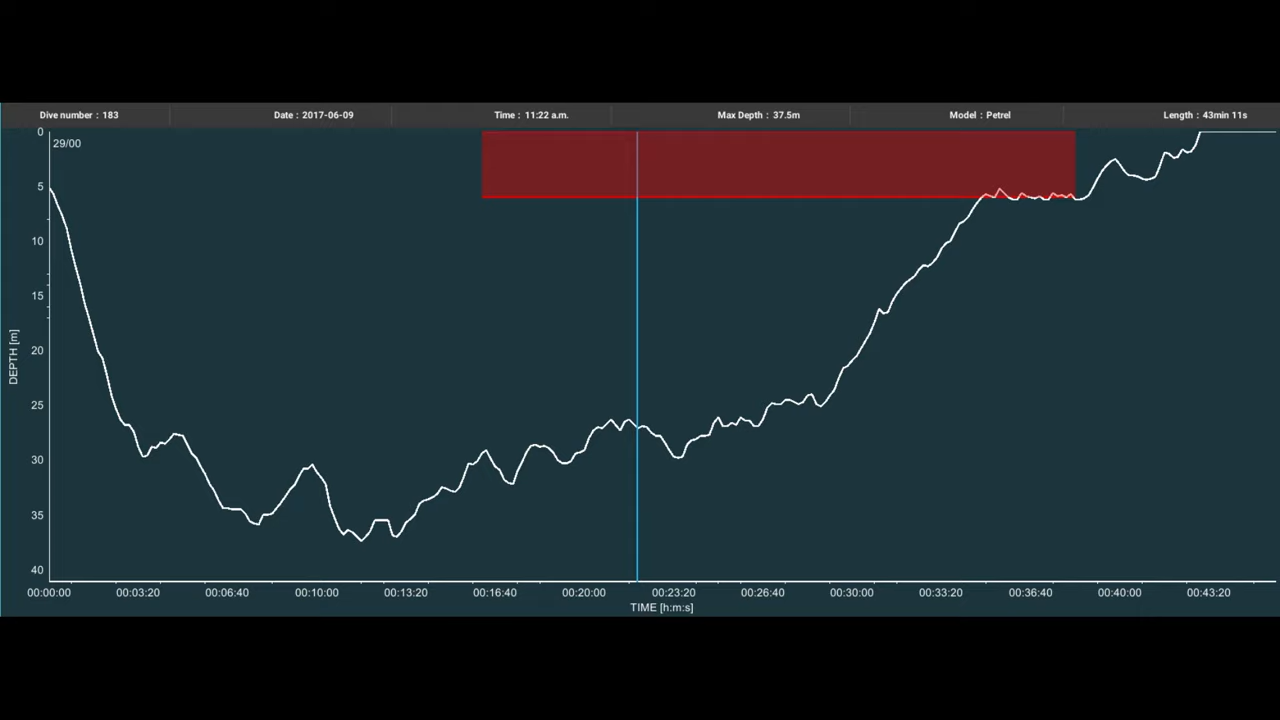 Dive number : 183 Date : 2017-06-09 Time : 11:22 a.m. Max Depth : 37.5m Model : Petrel Length : 43min 11s
29/00
0
5
10
15
20
25
30
35
40
DEPTH [m]
00:00:00 00:03:20 00:06:40 00:10:00 00:13:20 00:16:40 00:20:00 00:23:20 00:26:40 00:30:00 00:33:20 00:36:40 00:40:00 00:43:20
TIME [h:m:s]